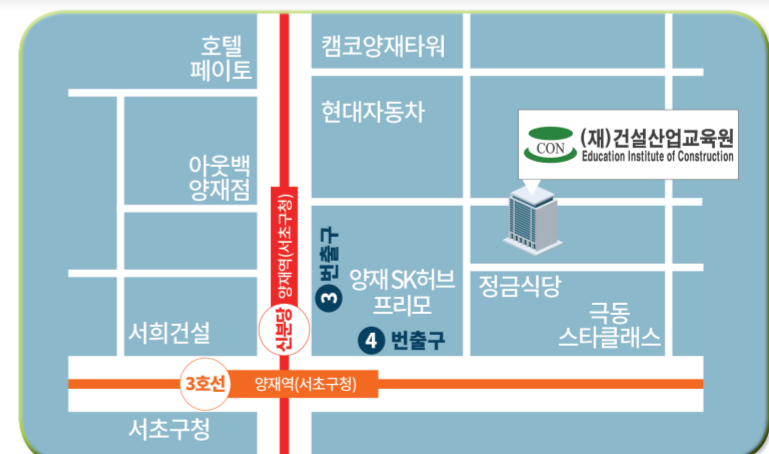 호텔
페이토
캠코양재타워
현대자동차
CON
(재)건설산업교육원
Education Institute of Construction
아웃백
양재점
양재역(서초구청)
신분당
3 번출구
양재 SK허브
프리모
4 번출구
정금식당
극동
스타클래스
서희건설
3호선
양재역(서초구청)
서초구청